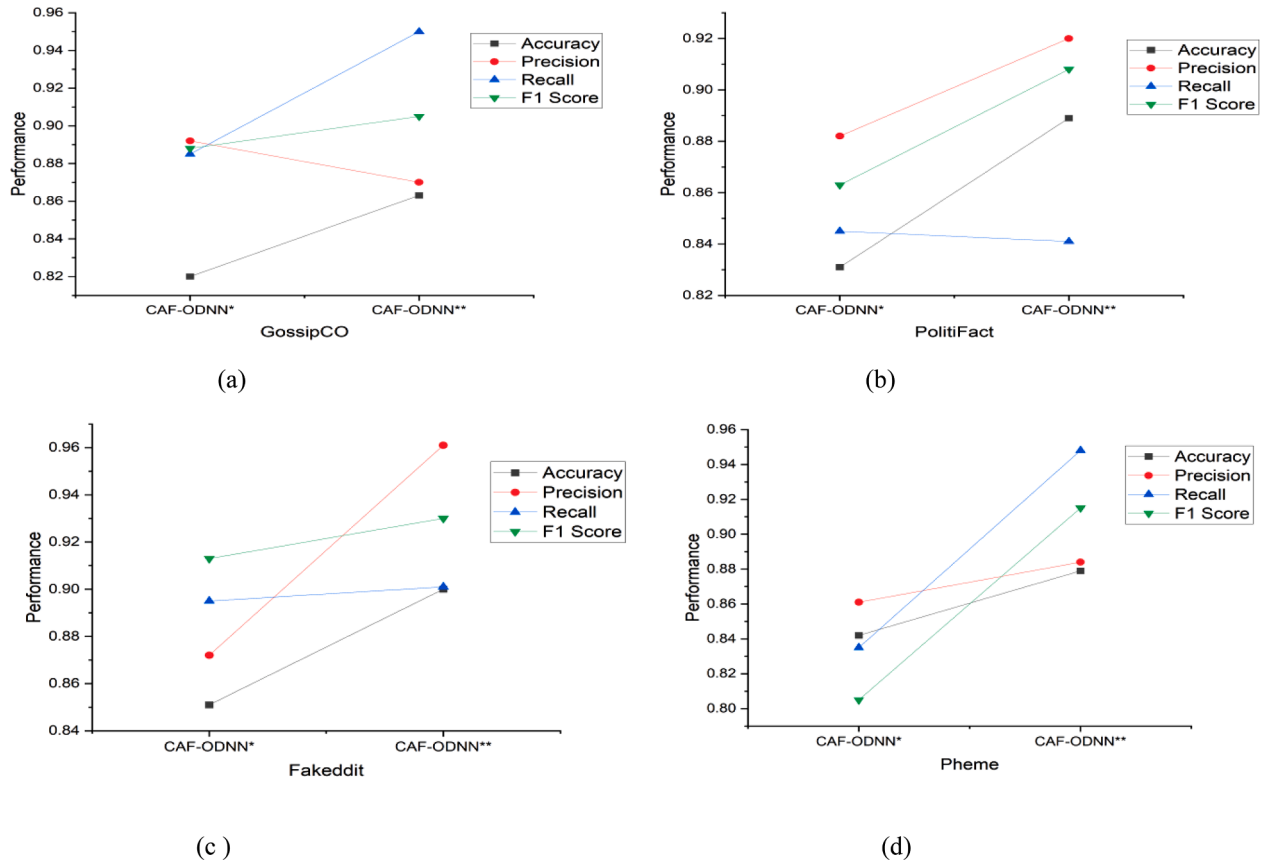 0.96
0.94
0.92
0.90
0.88
0.86
0.84
0.82
Performance
Accuracy
Precision
Recall
F1 Score
CAF-ODNN*
CAF-ODNN**
GossipCO
(a)
0.92
0.90
0.88
0.86
0.84
0.82
Performance
Accuracy
Precision
Recall
F1 Score
CAF-ODNN*
CAF-ODNN**
PolitiFact
(b)
0.96
0.94
0.92
0.90
0.88
0.86
0.84
Performance
Accuracy
Precision
Recall
F1 Score
CAF-ODNN*
CAF-ODNN**
Fakeddit
(c )
0.96
0.94
0.92
0.90
0.88
0.86
0.84
0.82
0.80
Performance
Accuracy
Precision
Recall
F1 Score
CAF-ODNN*
CAF-ODNN**
Pheme
(d)